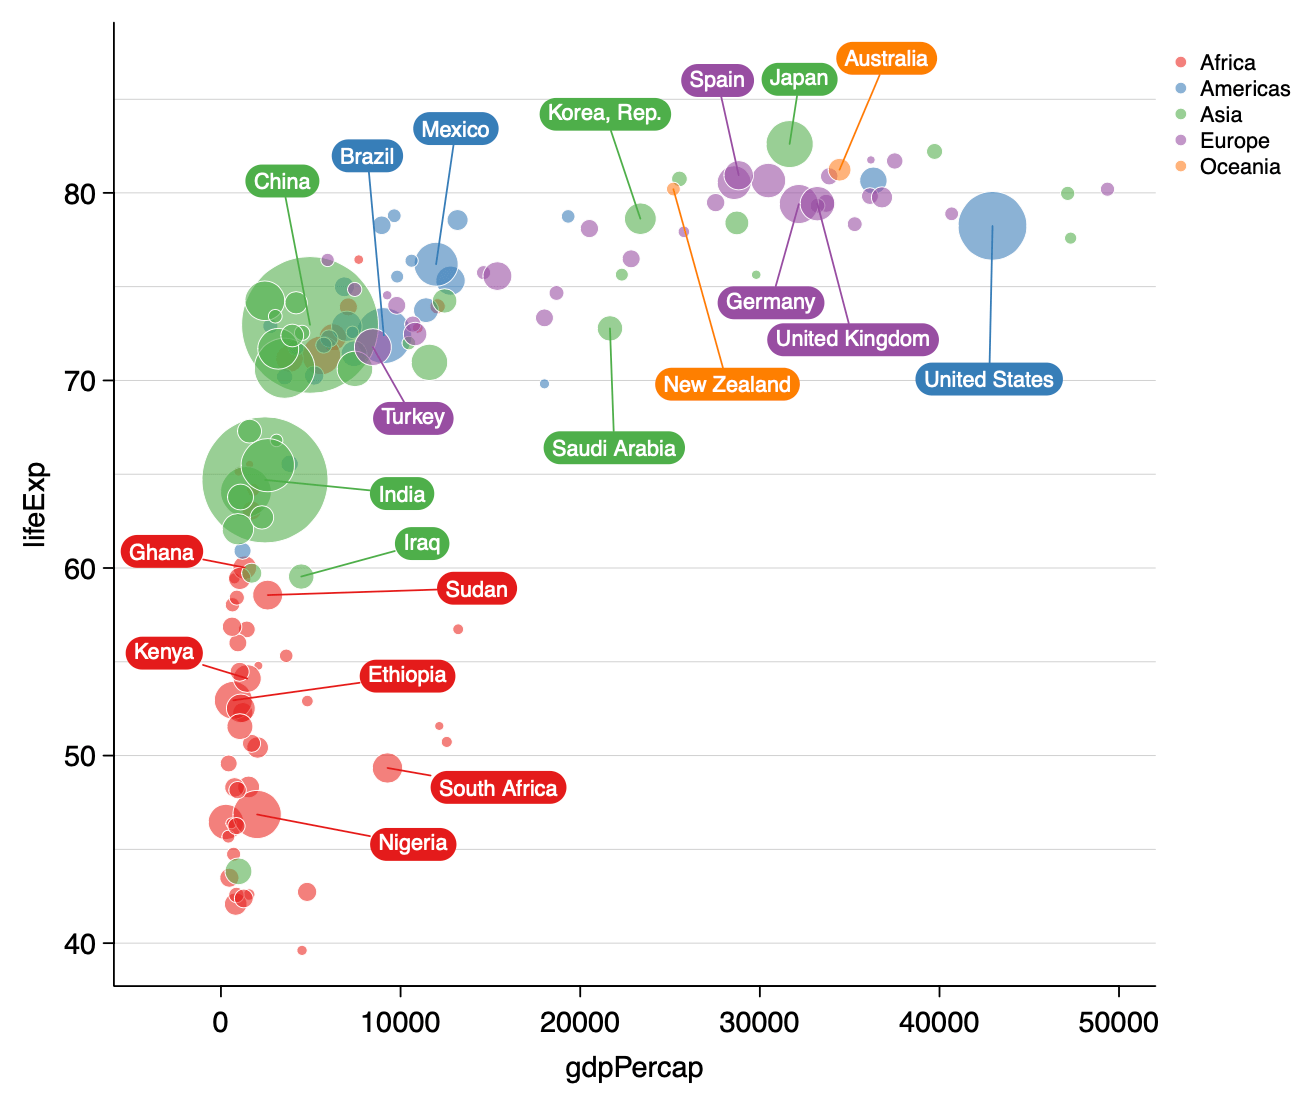 Australia
Africa
Spain
Japan
Americas
Korea, Rep.
Asia
Mexico
Europe
Brazil
Oceania
China
80
Germany
United Kingdom
70
New Zealand
United States
Turkey
Saudi Arabia
India
lifeExp
Ghana
Iraq
60
Sudan
Kenya
Ethiopia
50
South Africa
Nigeria
40
0
10000
20000
30000
40000
50000
gdpPercap